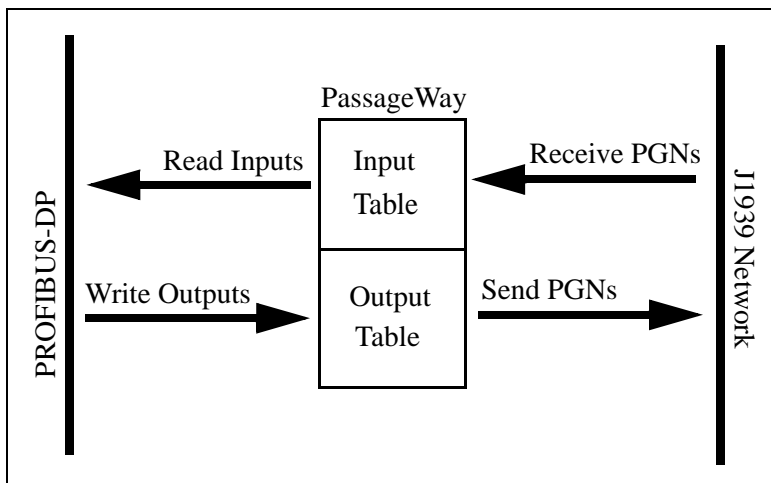 PassageWay
Read Inputs
Input
Table
Receive PGNs
PROFIBUS-DP
J1939 Network
Write Outputs
Output
Table
Send PGNs